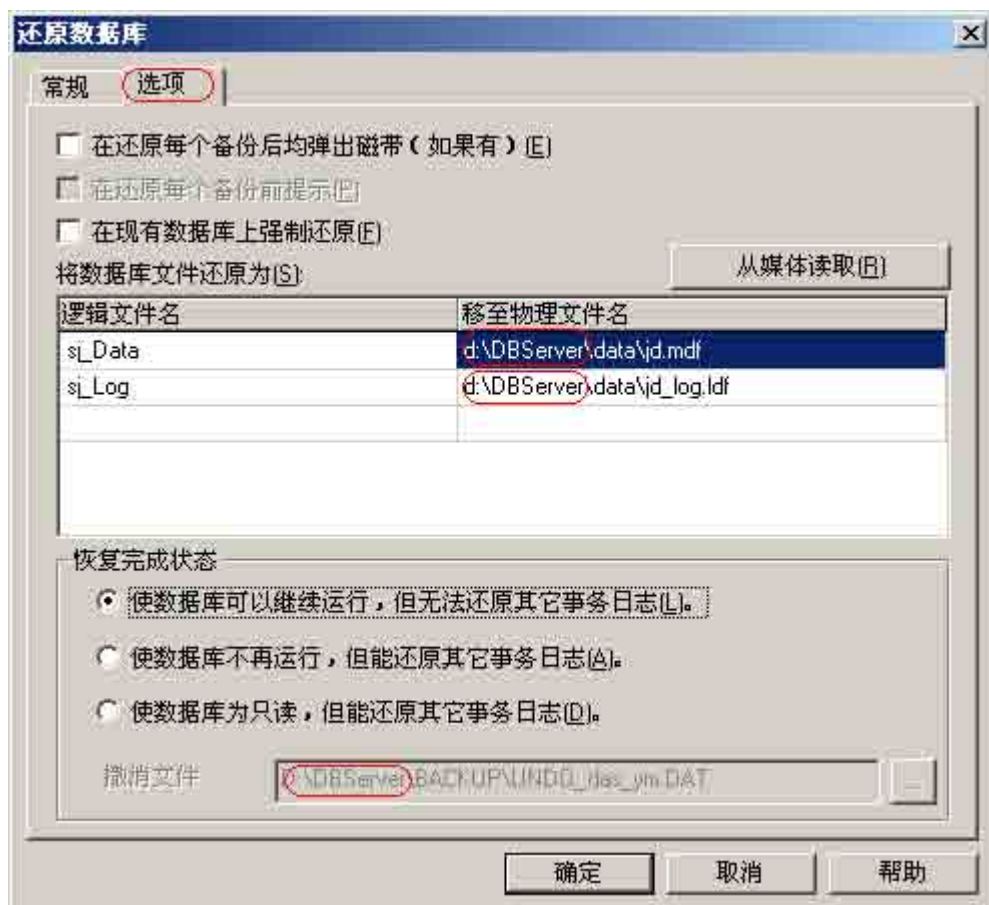 还原数据库
常规 选项
在还原每个备份后均弹出磁带(如果有)(E)
在还原每个备份前提示(P)
在现有数据库上强制还原(F)
将数据库文件还原为(S): 从媒体读取(R)
逻辑文件名 移至物理文件名
sj_Data d:\DBServer\data\jd.mdf
sj_Log d:\DBServer\data\jd_log.ldf
恢复完成状态
使数据库可以继续运行,但无法还原其它事务日志(L)。
使数据库不再运行,但能还原其它事务日志(A)。
使数据库为只读,但能还原其它事务日志(D)。
撤消文件 D:\DBServer\BACKUP\UNDO_ ...
确定 取消 帮助